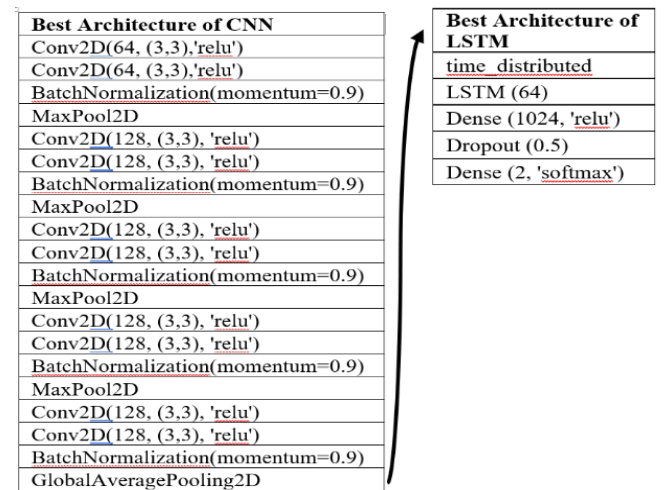 Best Architecture of CNN
Conv2D(64, (3,3),'relu')
Conv2D(64, (3,3),'relu')
BatchNormalization(momentum=0.9)
MaxPool2D
Conv2D(128, (3,3), 'relu')
Conv2D(128, (3,3), 'relu')
BatchNormalization(momentum=0.9)
MaxPool2D
Conv2D(128, (3,3), 'relu')
Conv2D(128, (3,3), 'relu')
BatchNormalization(momentum=0.9)
MaxPool2D
Conv2D(128, (3,3), 'relu')
Conv2D(128, (3,3), 'relu')
BatchNormalization(momentum=0.9)
MaxPool2D
Conv2D(128, (3,3), 'relu')
Conv2D(128, (3,3), 'relu')
BatchNormalization(momentum=0.9)
GlobalAveragePooling2D
Best Architecture of
LSTM
time_distributed
LSTM (64)
Dense (1024, 'relu')
Dropout (0.5)
Dense (2, 'softmax')